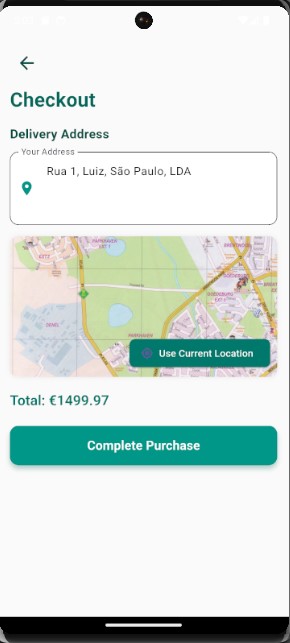 Checkout
Delivery Address
Your Address
Rua 1, Luiz, São Paulo, LDA
Use Current Location
Total: €1499.97
Complete Purchase